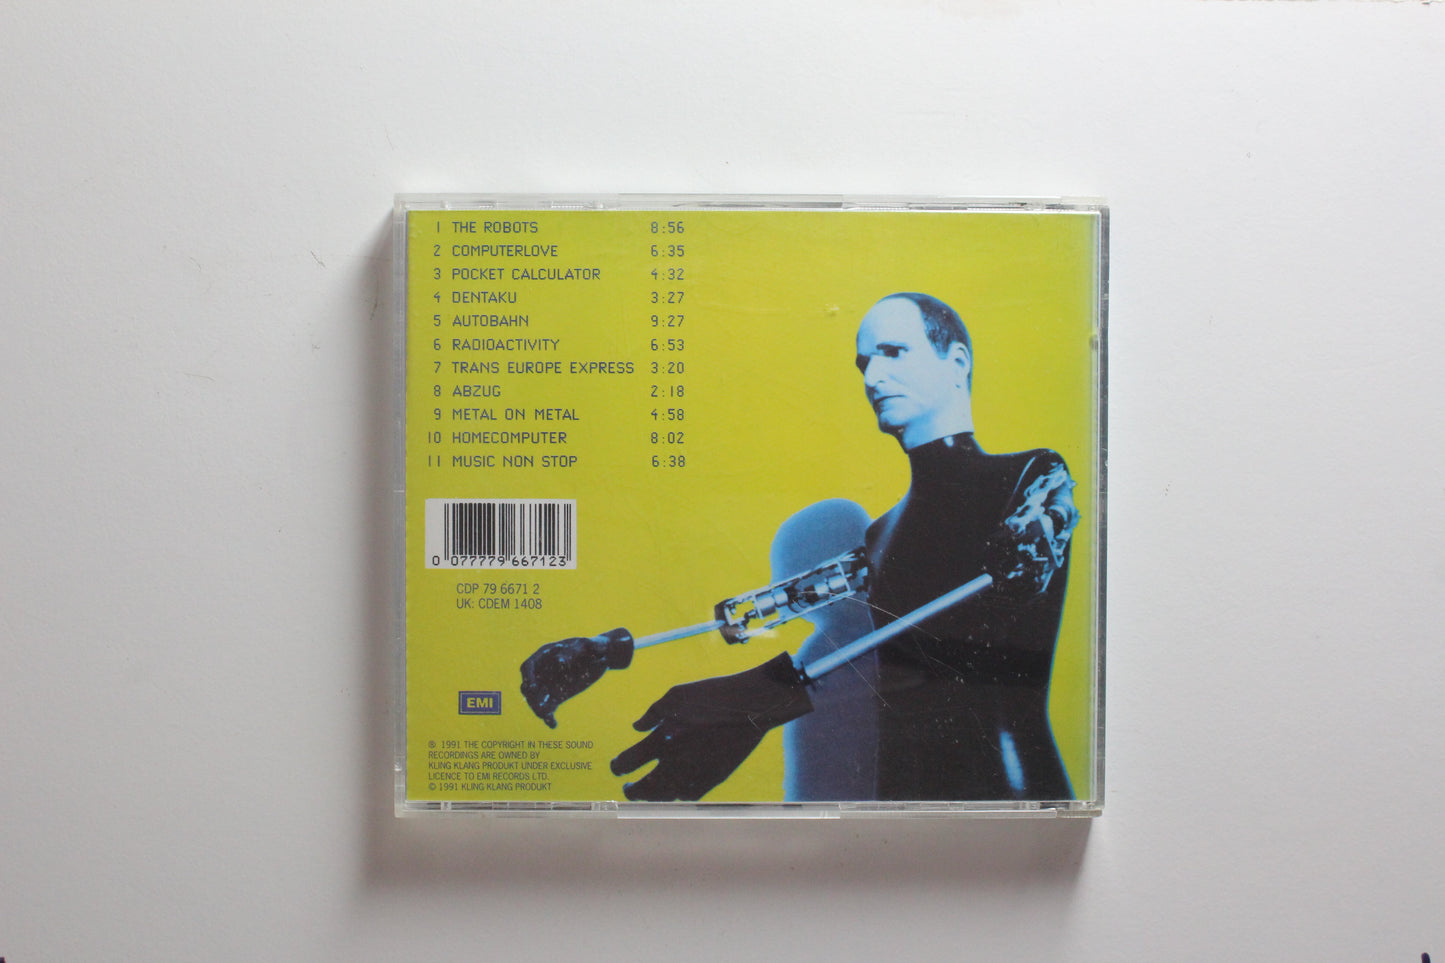 1 THE ROBOTS 8:56
2 COMPUTERLOVE 6:35
3 POCKET CALCULATOR 4:32
4 DENTAKU 3:27
5 AUTOBAHN 9:27
6 RADIOACTIVITY 6:53
7 TRANS EUROPE EXPRESS 3:20
8 ABZUG 2:18
9 METAL ON METAL 4:58
10 HOMECOMPUTER 8:02
11 MUSIC NON STOP 6:38
0 077779 667123
CDP 79 6671 2
UK: CDEM 1408
EMI
℗ 1991 THE COPYRIGHT IN THESE SOUND
RECORDINGS ARE OWNED BY
KLING KLANG PRODUKT UNDER EXCLUSIVE
LICENCE TO EMI RECORDS LTD.
© 1991 KLING KLANG PRODUKT